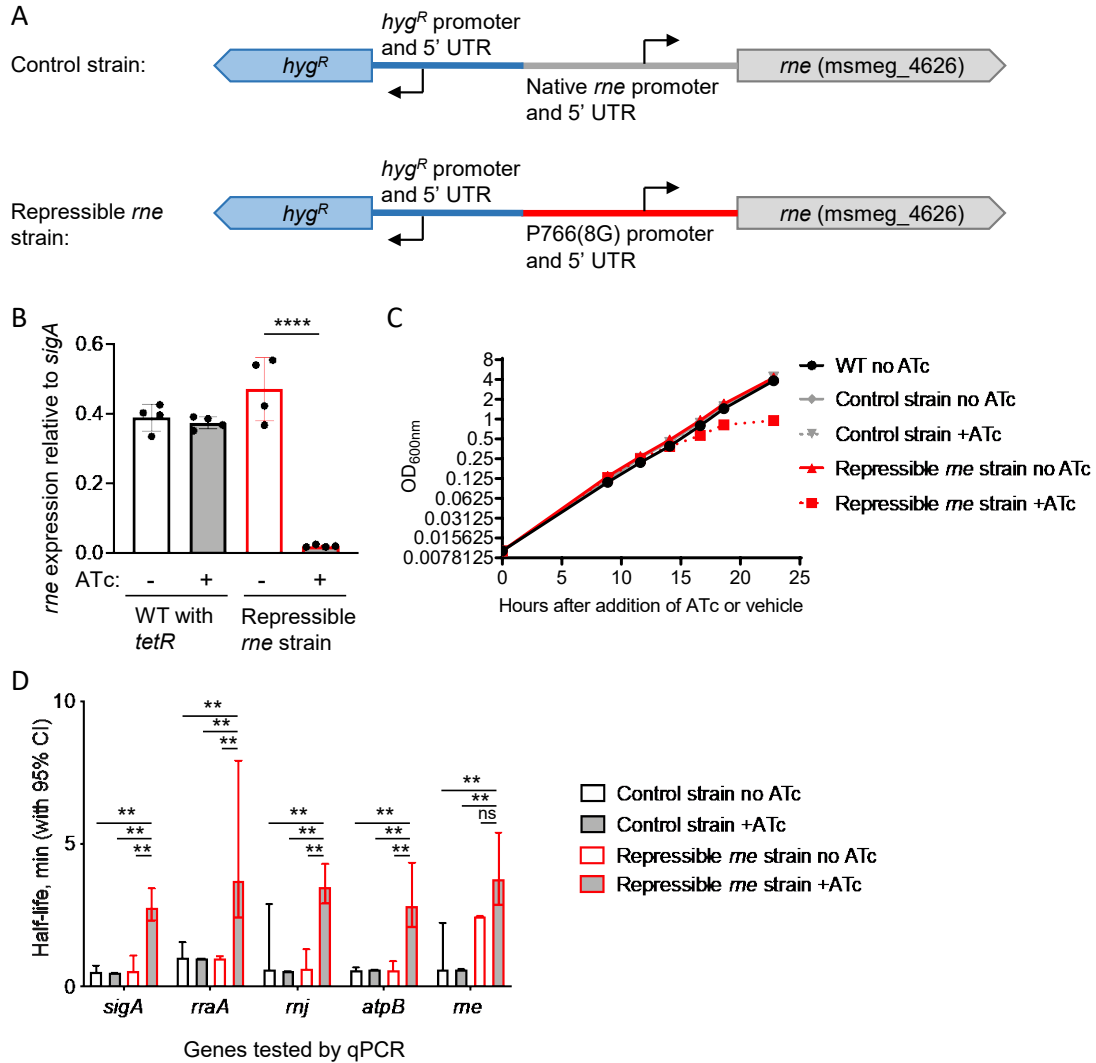 A
Control strain:
hygR promoter
and 5’ UTR
hygR
Native rne promoter
and 5’ UTR
rne (msmeg_4626)
Repressible rne
strain:
hygR promoter
and 5’ UTR
hygR
P766(8G) promoter
and 5’ UTR
rne (msmeg_4626)
B
rne expression relative to sigA
0.6
0.4
0.2
0.0
****
ATc:
-
+
-
+
WT with
tetR
Repressible
rne strain
C
OD600nm
8
4
2
1
0.5
0.25
0.125
0.0625
0.03125
0.015625
0.0078125
0
5
10
15
20
25
Hours after addition of ATc or vehicle
WT no ATc
Control strain no ATc
Control strain +ATc
Repressible rne strain no ATc
Repressible rne strain +ATc
D
Half-life, min (with 95% CI)
10
5
0
**
**
**
**
**
**
**
**
**
**
**
**
**
**
ns
sigA
rraA
rnj
atpB
rne
Genes tested by qPCR
Control strain no ATc
Control strain +ATc
Repressible rne strain no ATc
Repressible rne strain +ATc